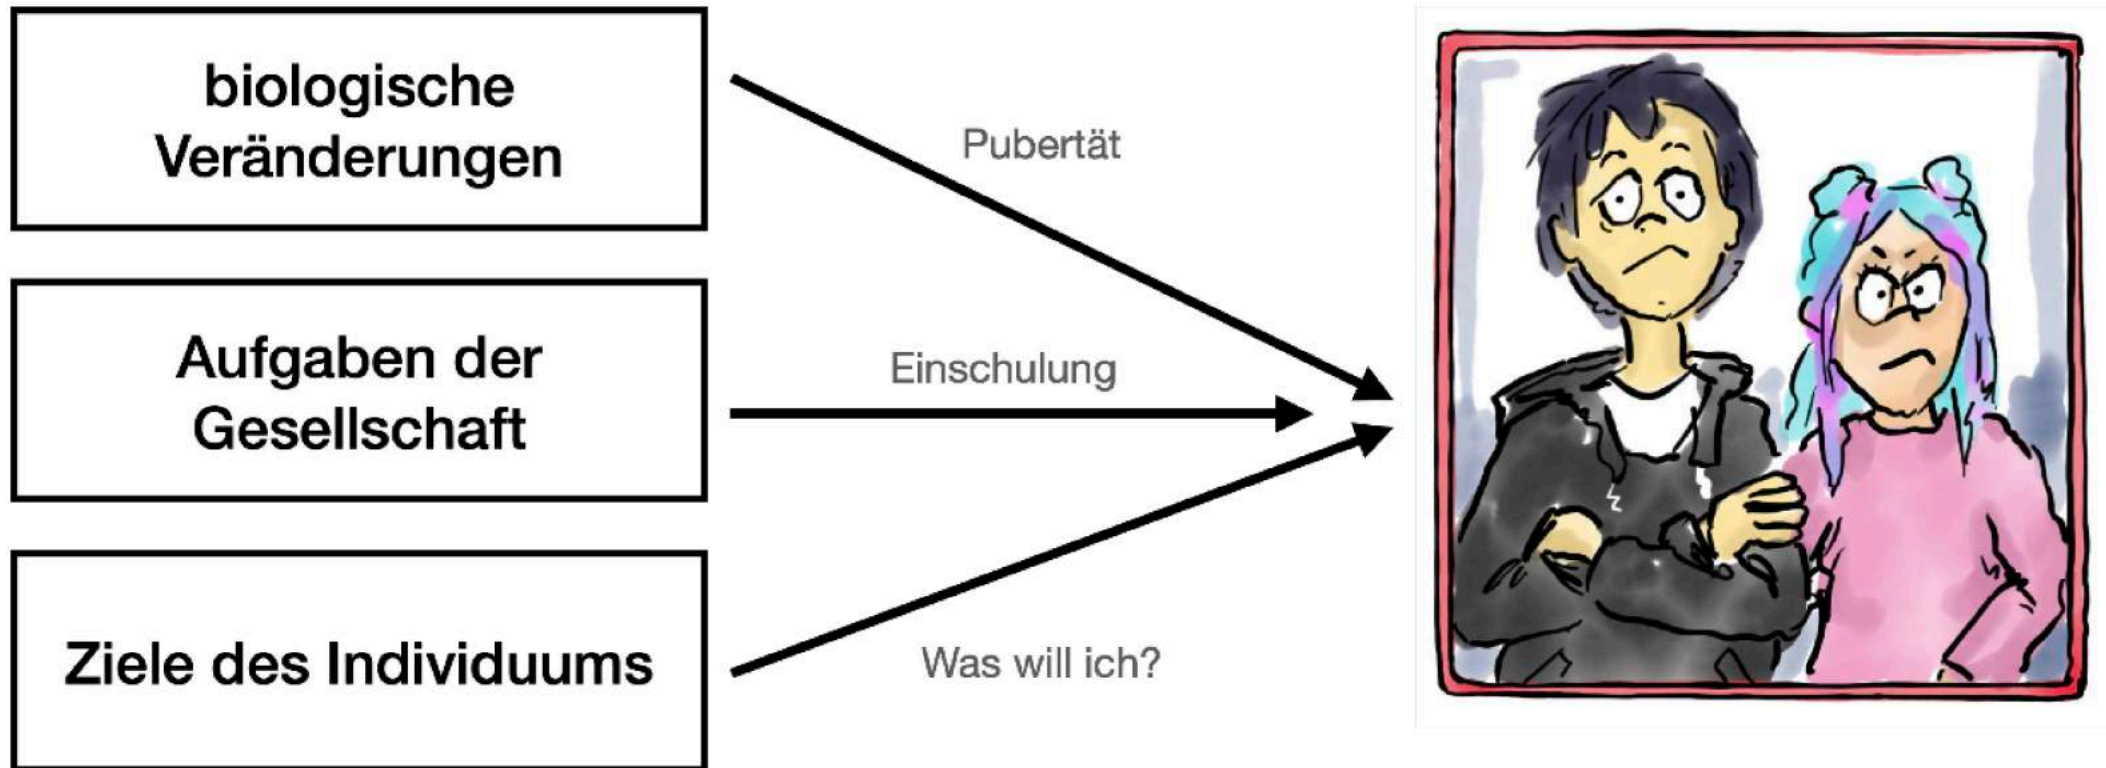 biologische
Veränderungen
Pubertät
Aufgaben der
Gesellschaft
Einschulung
Ziele des Individuums
Was will ich?